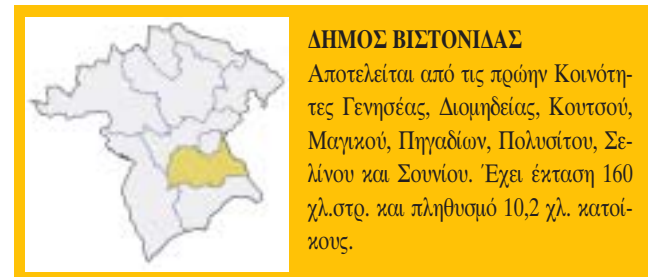 ΔΗΜΟΣ ΒΙΣΤΟΝΙΔΑΣ
Αποτελείται από τις πρώην Κοινότη-
τες Γενησέας, Διομηδείας, Κουτσού,
Μαγικού, Πηγαδίων, Πολυσίτου, Σε-
λίνου και Σουνίου. Έχει έκταση 160
χλ.στρ. και πληθυσμό 10,2 χλ. κατοί-
κους.